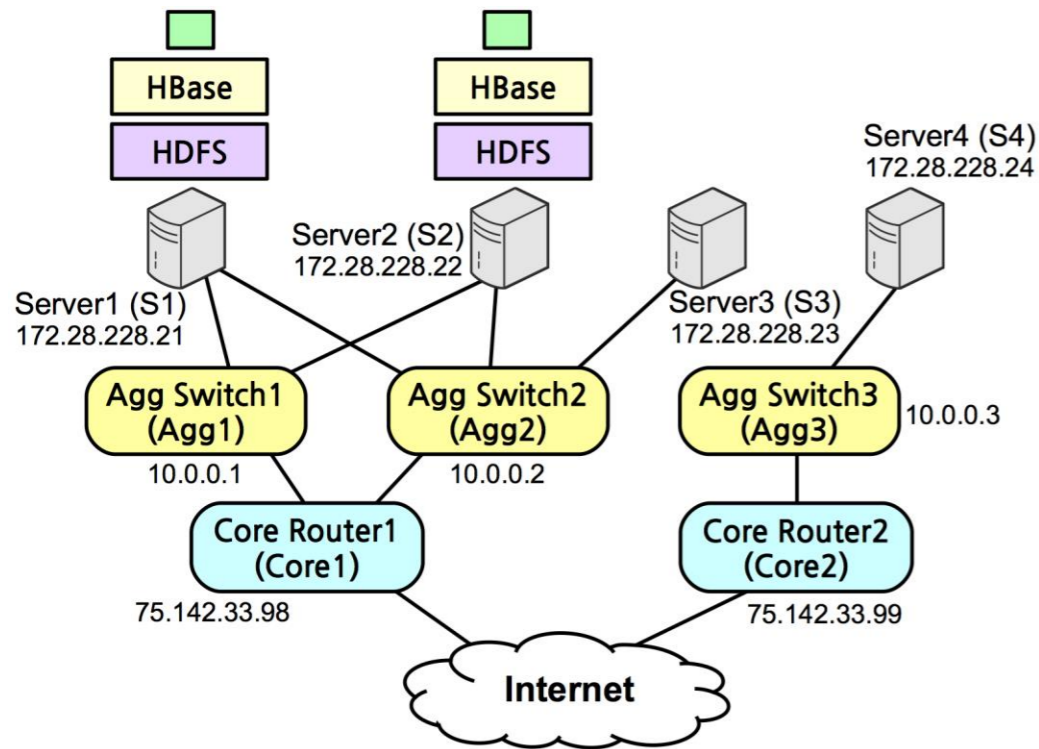 HBase
HBase
HDFS
HDFS
Server4 (S4)
172.28.228.24
Server2 (S2)
172.28.228.22
Server1 (S1)
172.28.228.21
Server3 (S3)
172.28.228.23
Agg Switch1
(Agg1)
Agg Switch2
(Agg2)
Agg Switch3
(Agg3)
10.0.0.3
10.0.0.1
10.0.0.2
Core Router1
(Core1)
Core Router2
(Core2)
75.142.33.98
75.142.33.99
Internet